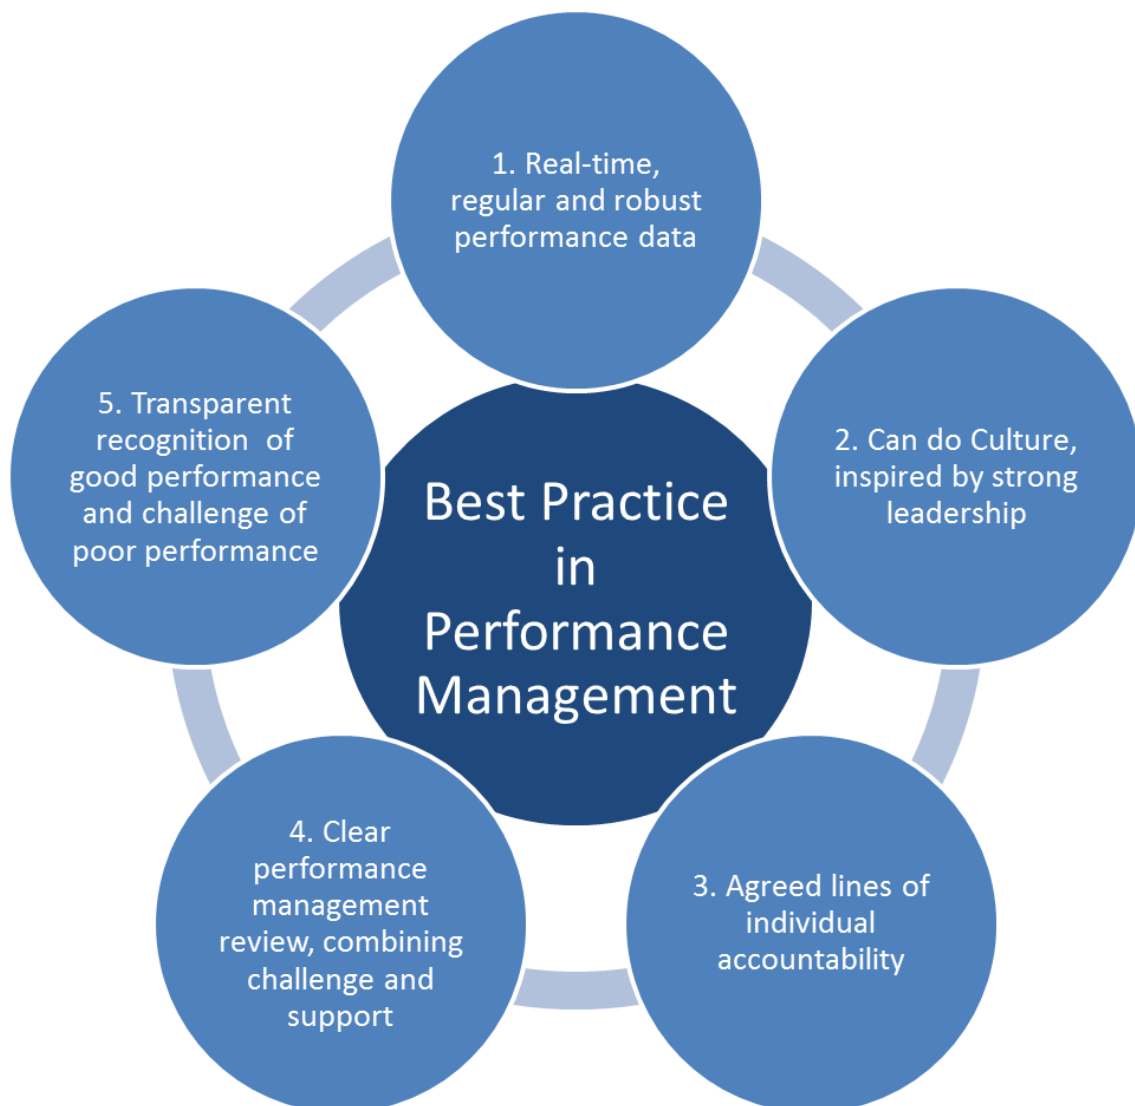 1. Real-time,
regular and robust
performance data
2. Can do Culture,
inspired by strong
leadership
3. Agreed lines of
individual
accountability
4. Clear
performance
management
review, combining
challenge and
support
5. Transparent
recognition of
good performance
and challenge of
poor performance
Best Practice
in
Performance
Management